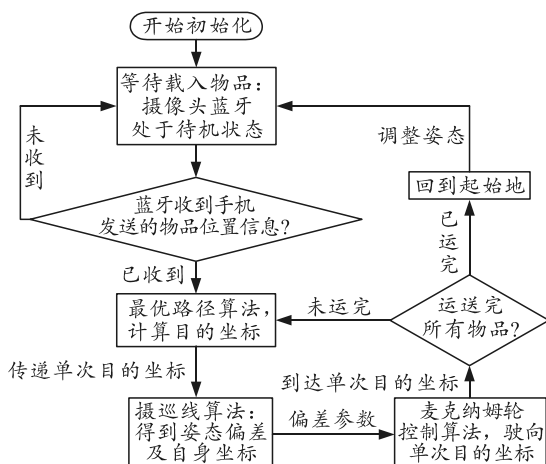 开始初始化
等待载入物品：
摄像头蓝牙
处于待机状态
未收到
调整姿态
回到起始地
蓝牙收到手机
发送的物品位置信息？
已收到
已运完
最优路径算法，
计算目的坐标
未运完
运送完
所有物品？
传递单次目的坐标
到达单次目的坐标
摄巡线算法：
得到姿态偏差
及自身坐标
偏差参数
麦克纳姆轮
控制算法，驶向
单次目的坐标